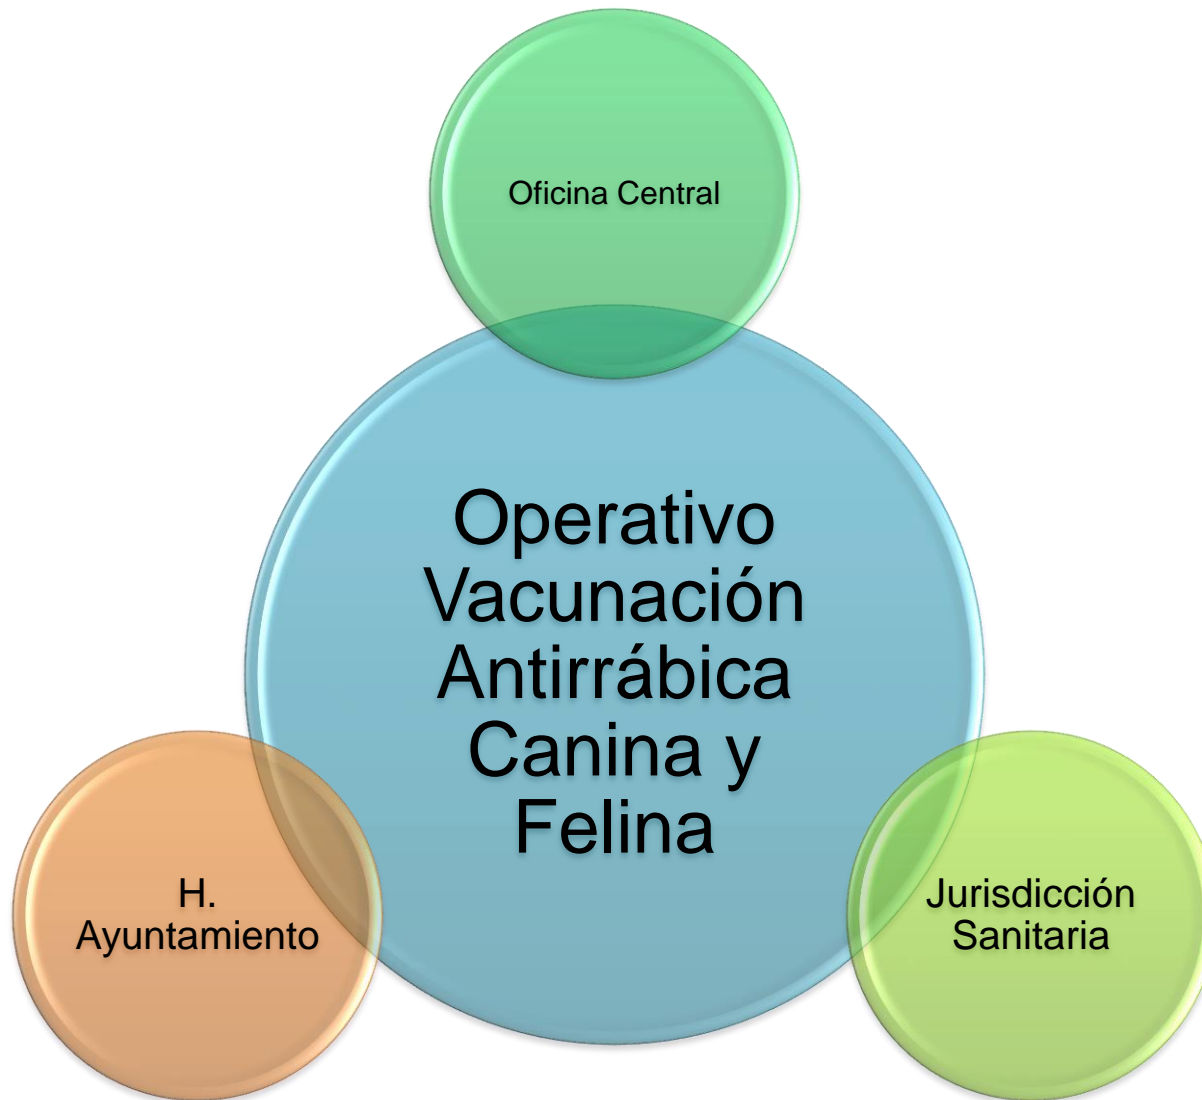 Oficina Central
Operativo
Vacunación
Antirrábica
Canina y
Felina
H.
Ayuntamiento
Jurisdicción
Sanitaria